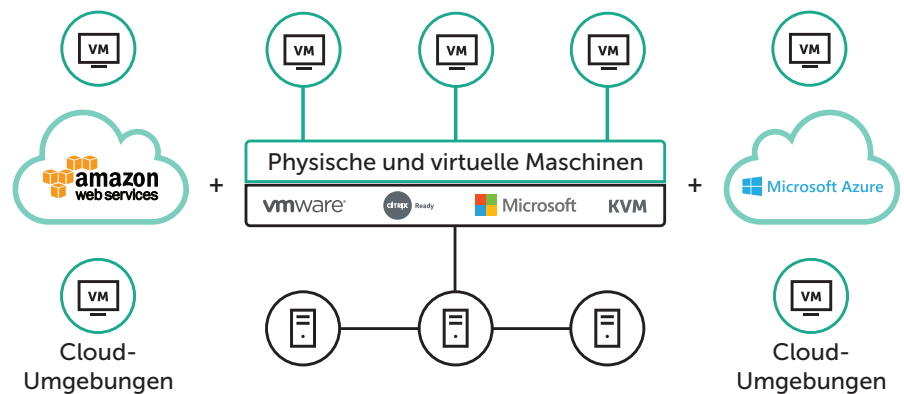 VM
VM
VM
VM
VM
amazon
web services
+
Physische und virtuelle Maschinen
vmware
CITRIX Ready
Microsoft
KVM
+
Microsoft Azure
VM
VM
Cloud-
Umgebungen
Cloud-
Umgebungen